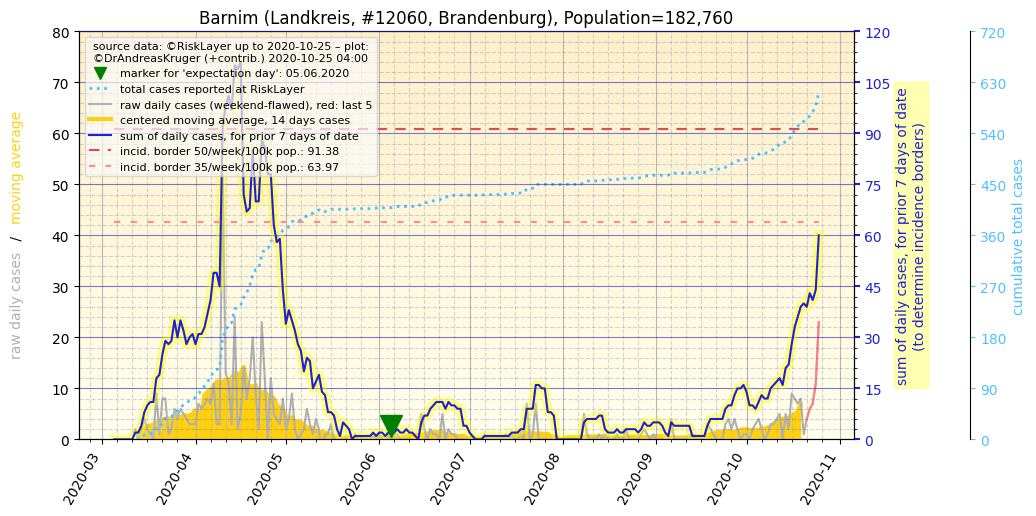 Barnim (Landkreis, #12060, Brandenburg), Population=182,760
source data: ©RiskLayer up to 2020-10-25 – plot:
©DrAndreasKruger (+contrib.) 2020-10-25 04:00
marker for 'expectation day': 05.06.2020
total cases reported at RiskLayer
raw daily cases (weekend-flawed), red: last 5
centered moving average, 14 days cases
sum of daily cases, for prior 7 days of date
incid. border 50/week/100k pop.: 91.38
incid. border 35/week/100k pop.: 63.97
raw daily cases / moving average
80
70
60
50
40
30
20
10
0
120
105
90
75
60
45
30
15
0
sum of daily cases, for prior 7 days of date
(to determine incidence borders)
720
630
540
450
360
270
180
90
0
cumulative total cases
2020-03
2020-04
2020-05
2020-06
2020-07
2020-08
2020-09
2020-10
2020-11